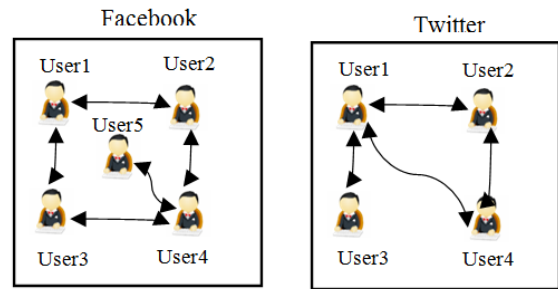 Facebook
User1
User2
User5
User3
User4
Twitter
User1
User2
User3
User4